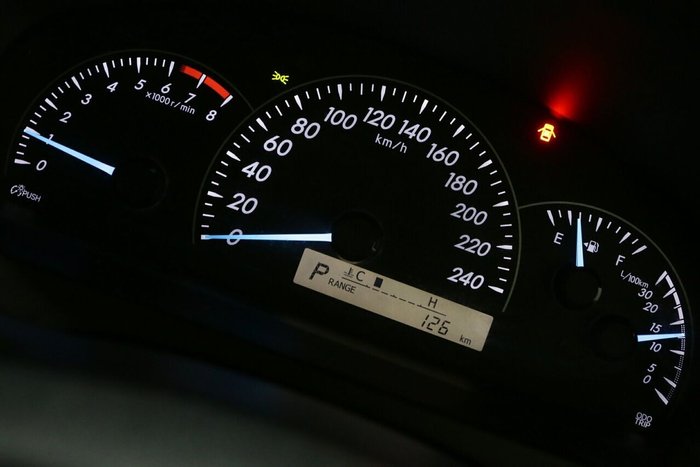 0 1 2 3 4 5 6 7 8
x1000r/min
PUSH
0 20 40 60 80 100 120 140 160 180 200 220 240
km/h
P
C
H
RANGE
126 km
E
F
L/100km
30
20
15
10
5
0
ODO
TRIP